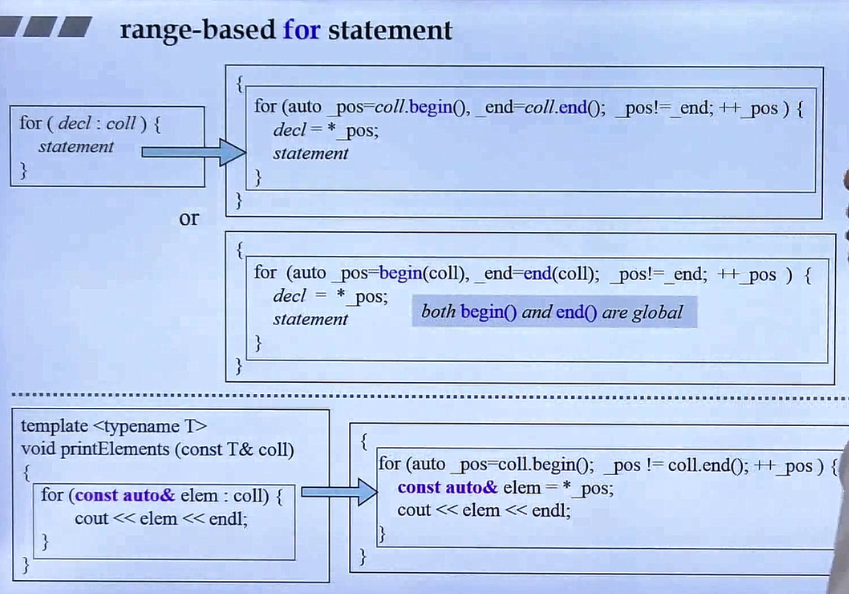 range-based for statement
for ( decl : coll ) {
statement
}
{
for (auto _pos=coll.begin(), _end=coll.end(); _pos!=_end; ++_pos ) {
decl = *_pos;
statement
}
}
or
{
for (auto _pos=begin(coll), _end=end(coll); _pos!=_end; ++_pos ) {
decl = *_pos;
statement
both begin() and end() are global
}
}
template <typename T>
void printElements (const T& coll)
{
for (const auto& elem : coll) {
cout << elem << endl;
}
}
{
for (auto _pos=coll.begin(); _pos != coll.end(); ++_pos ) {
const auto& elem = *_pos;
cout << elem << endl;
}
}